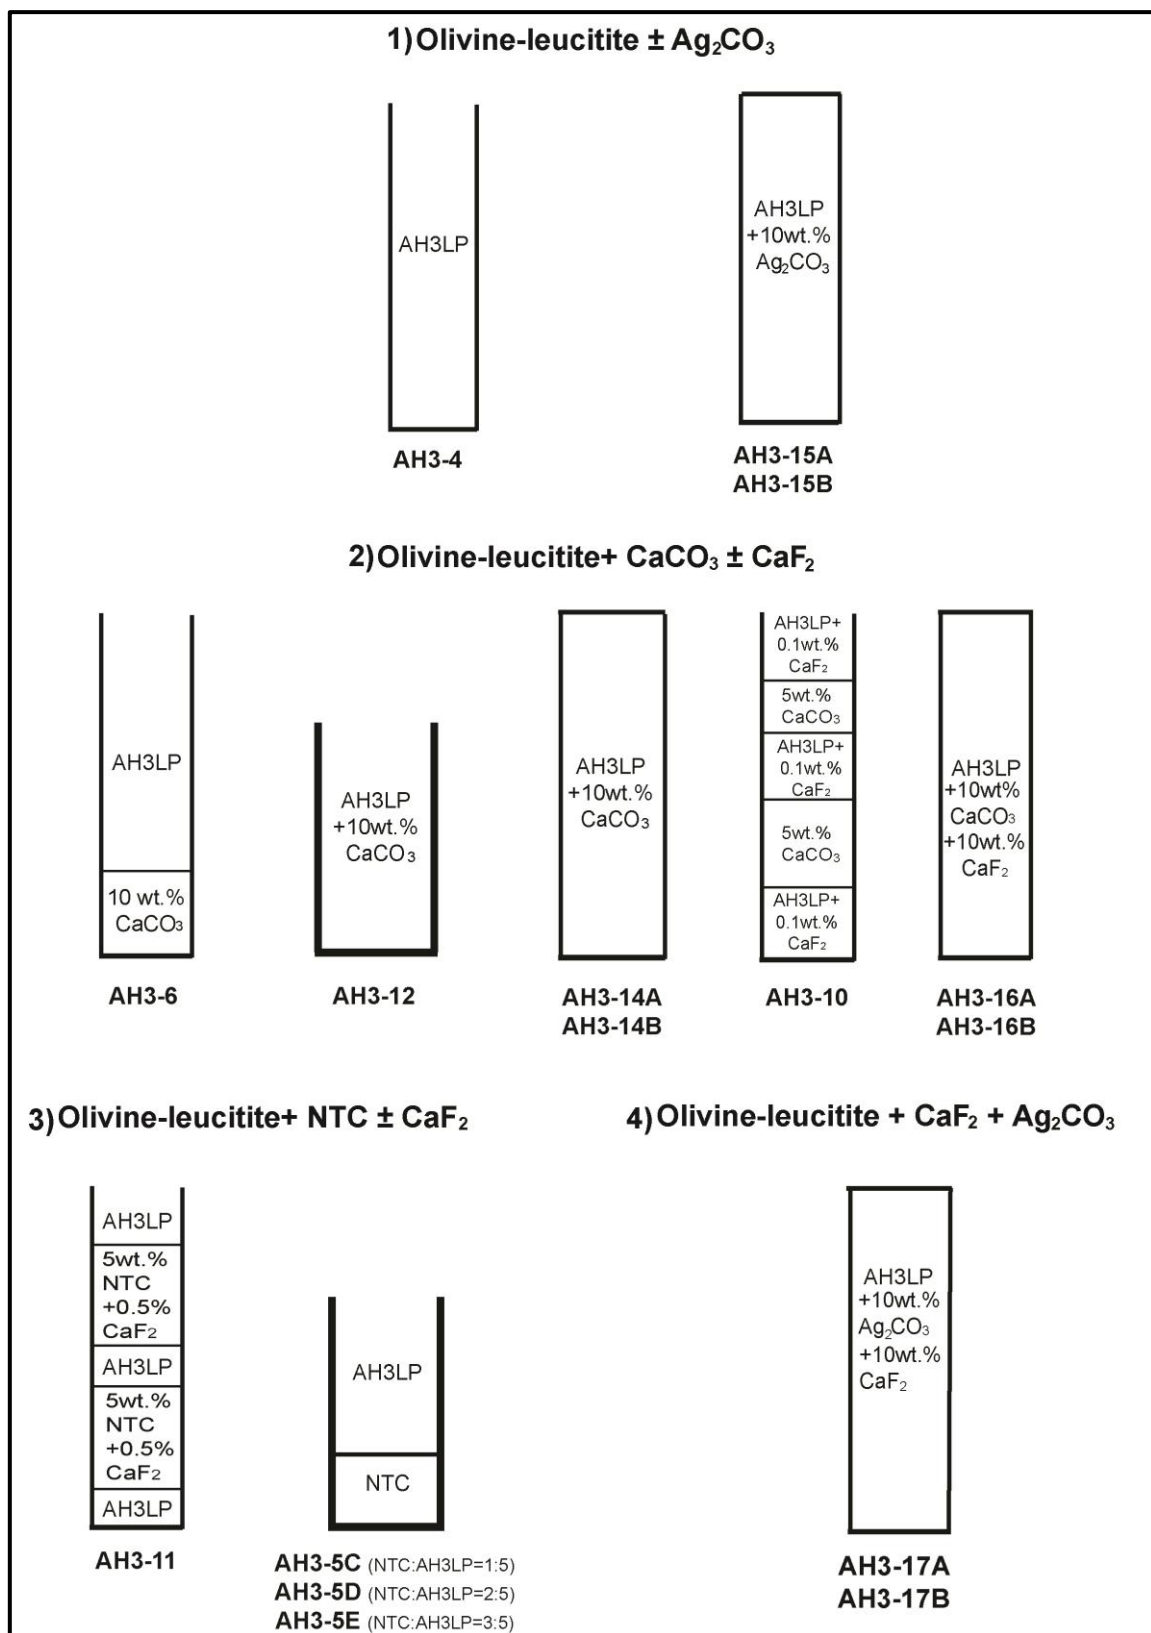 1) Olivine-leucitite ± Ag₂CO₃
AH3LP
AH3LP
+10wt.%
Ag₂CO₃
AH3-4
AH3-15A
AH3-15B
2) Olivine-leucitite+ CaCO₃ ± CaF₂
AH3LP
10 wt.%
CaCO₃
AH3-6
AH3LP
+10wt.%
CaCO₃
AH3-12
AH3LP
+10wt.%
CaCO₃
AH3-14A
AH3-14B
AH3LP+
0.1wt.%
CaF₂
5wt.%
CaCO₃
AH3LP+
0.1wt.%
CaF₂
5wt.%
CaCO₃
AH3LP+
0.1wt.%
CaF₂
AH3-10
AH3LP
+10wt%
CaCO₃
+10wt.%
CaF₂
AH3-16A
AH3-16B
3) Olivine-leucitite+ NTC ± CaF₂
AH3LP
5wt.%
NTC
+0.5%
CaF₂
AH3LP
5wt.%
NTC
+0.5%
CaF₂
AH3LP
AH3-11
AH3LP
NTC
AH3-5C (NTC:AH3LP=1:5)
AH3-5D (NTC:AH3LP=2:5)
AH3-5E (NTC:AH3LP=3:5)
4) Olivine-leucitite + CaF₂ + Ag₂CO₃
AH3LP
+10wt.%
Ag₂CO₃
+10wt.%
CaF₂
AH3-17A
AH3-17B